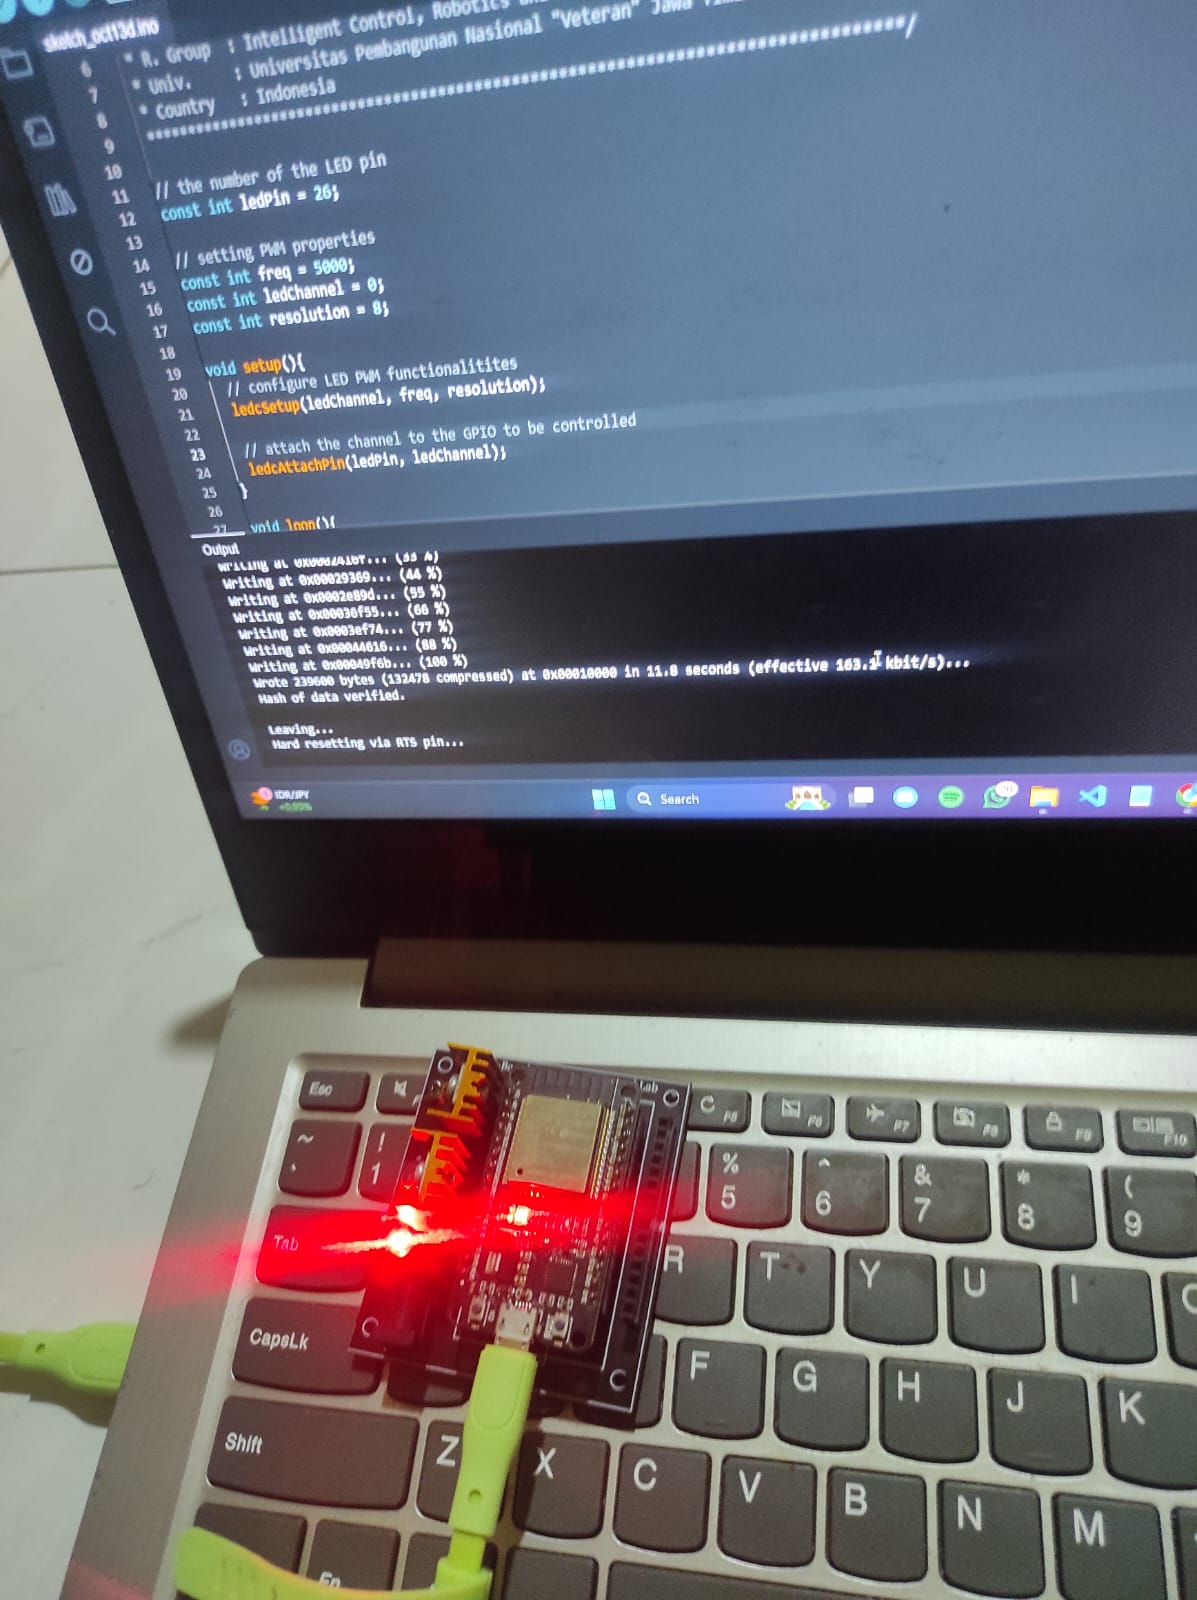 sketch_oct13d.ino
6 * R. Group : Intelligent Control, Robotics
7 * Univ. : Universitas Pembangunan Nasional "Veteran" Jawa
8 * Country : Indonesia
9
10
11 // the number of the LED pin
12 const int ledPin = 26;
13
14 // setting PWM properties
15 const int freq = 5000;
16 const int ledChannel = 0;
17 const int resolution = 8;
18
19 void setup(){
20 // configure LED PWM functionalitites
21 ledcSetup(ledChannel, freq, resolution);
22
23 // attach the channel to the GPIO to be controlled
24 ledcAttachPin(ledPin, ledChannel);
25 }
26
27 void loop(){
Output
Writing at 0x0002416f... (33 %)
Writing at 0x00029369... (44 %)
Writing at 0x0002e89d... (55 %)
Writing at 0x00036f55... (66 %)
Writing at 0x0003ef74... (77 %)
Writing at 0x00044616... (88 %)
Writing at 0x00049f6b... (100 %)
Wrote 239600 bytes (132478 compressed) at 0x00010000 in 11.8 seconds (effective 163.1 kbit/s)...
Hash of data verified.
Leaving...
Hard resetting via RTS pin...
IDR/JPY
Search
Lab
Esc
F5 F6 F7 F8 F9 F10
~ ! % ^ & * (
` 1 5 6 7 8 9
Tab R T Y U I
CapsLk F G H J K
Shift Z X C V B N M
Fn